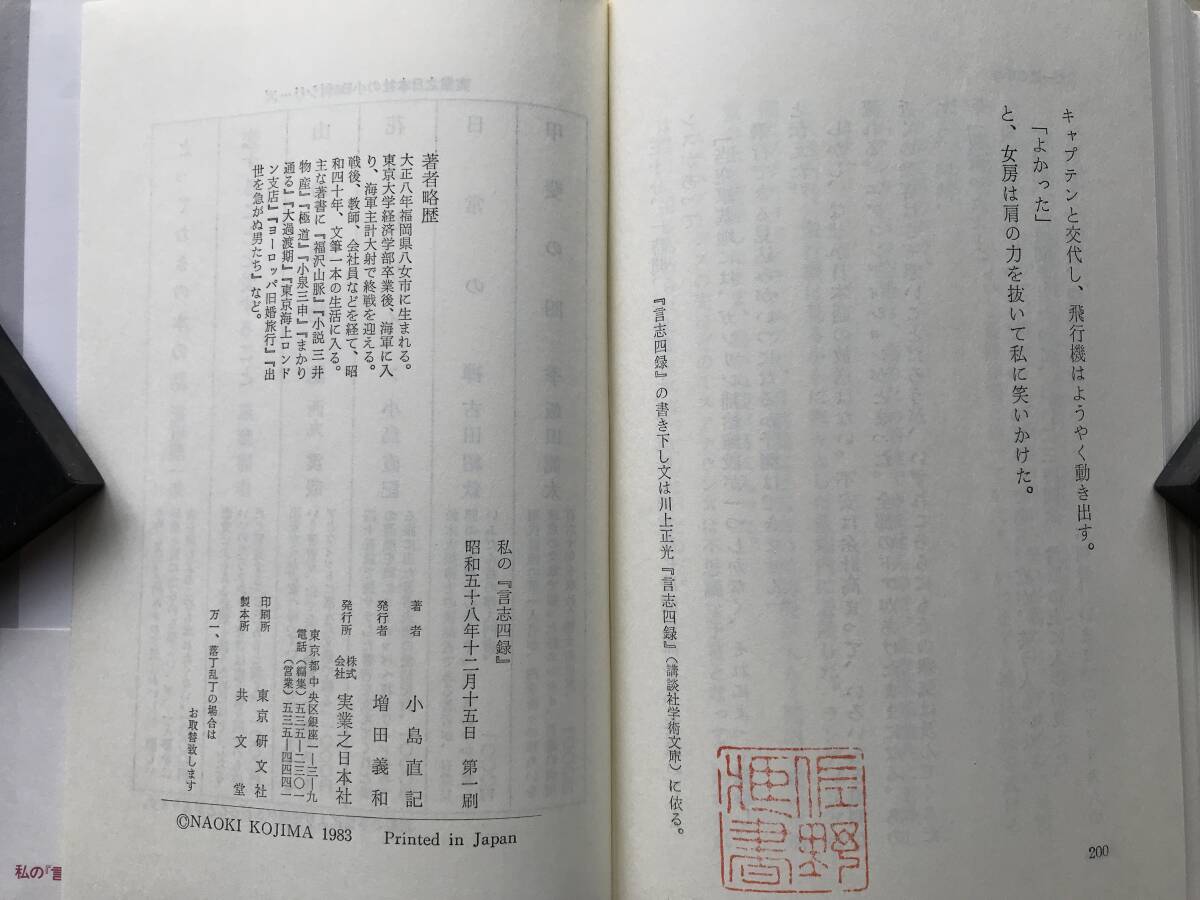 キャプテンと交代し、飛行機はようやく動き出す。
「よかった」
と、女房は肩の力を抜いて私に笑いかけた。
『言志四録』の書き下し文は川上正光『言志四録』(講談社学術文庫)に依る。
200
著者略歴
大正八年福岡県八女市に生まれる。
東京大学経済学部卒業後、海軍に入
り、海軍主計大尉で終戦を迎える。
戦後、教師、会社員などを経て、昭
和四十年、文筆一本の生活に入る。
主な著書に『福沢山脈』『小説三井
物産』『極道』『小泉三申』『まかり
通る』『大過渡期』『東京海上ロンド
ン支店』『ヨーロッパ旧婚旅行』『出
世を急がぬ男たち』など。
私の『言志四録』
昭和五十八年十二月十五日 第一刷
著者 小島直記
発行者 増田義和
発行所 株式会社 実業之日本社
東京都中央区銀座一―三―九
電話(編集)五三五―二三〇一
(営業)五三五―四四四一
印刷所 東京研文社
製本所 共文堂
万一、落丁乱丁の場合は
お取替致します
©NAOKI KOJIMA 1983 Printed in Japan
私の『言